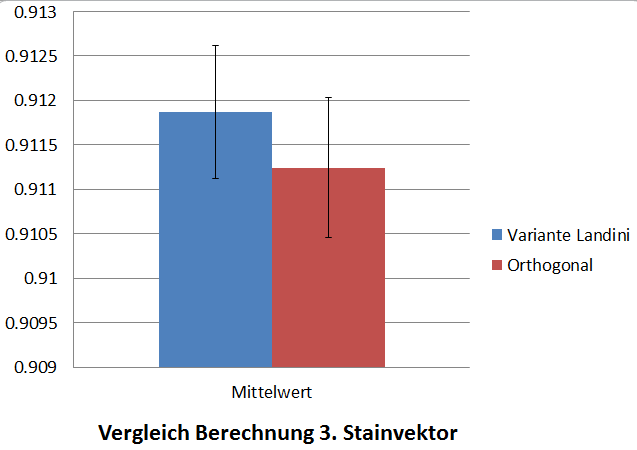 0.913
0.9125
0.912
0.9115
0.911
0.9105
0.91
0.9095
0.909
Mittelwert
Variante Landini
Orthogonal
Vergleich Berechnung 3. Stainvektor